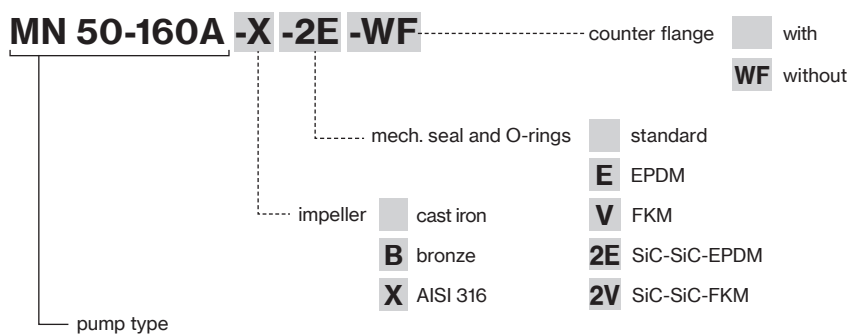 MN 50-160A -X -2E -WF
counter flange with
WF without
mech. seal and O-rings standard
E EPDM
V FKM
2E SiC-SiC-EPDM
2V SiC-SiC-FKM
impeller cast iron
B bronze
X AISI 316
pump type